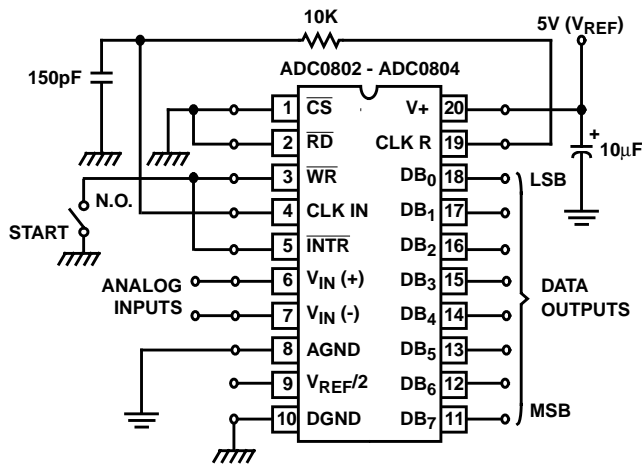 10K
5V (VREF)
ADC0802 - ADC0804
150pF
1 CS V+ 20
2 RD CLK R 19
+
10µF
3 WR DB0 18 LSB
N.O.
4 CLK IN DB1 17
START
5 INTR DB2 16
ANALOG INPUTS
6 VIN (+) DB3 15
DATA OUTPUTS
7 VIN (-) DB4 14
8 AGND DB5 13
9 VREF/2 DB6 12
10 DGND DB7 11 MSB